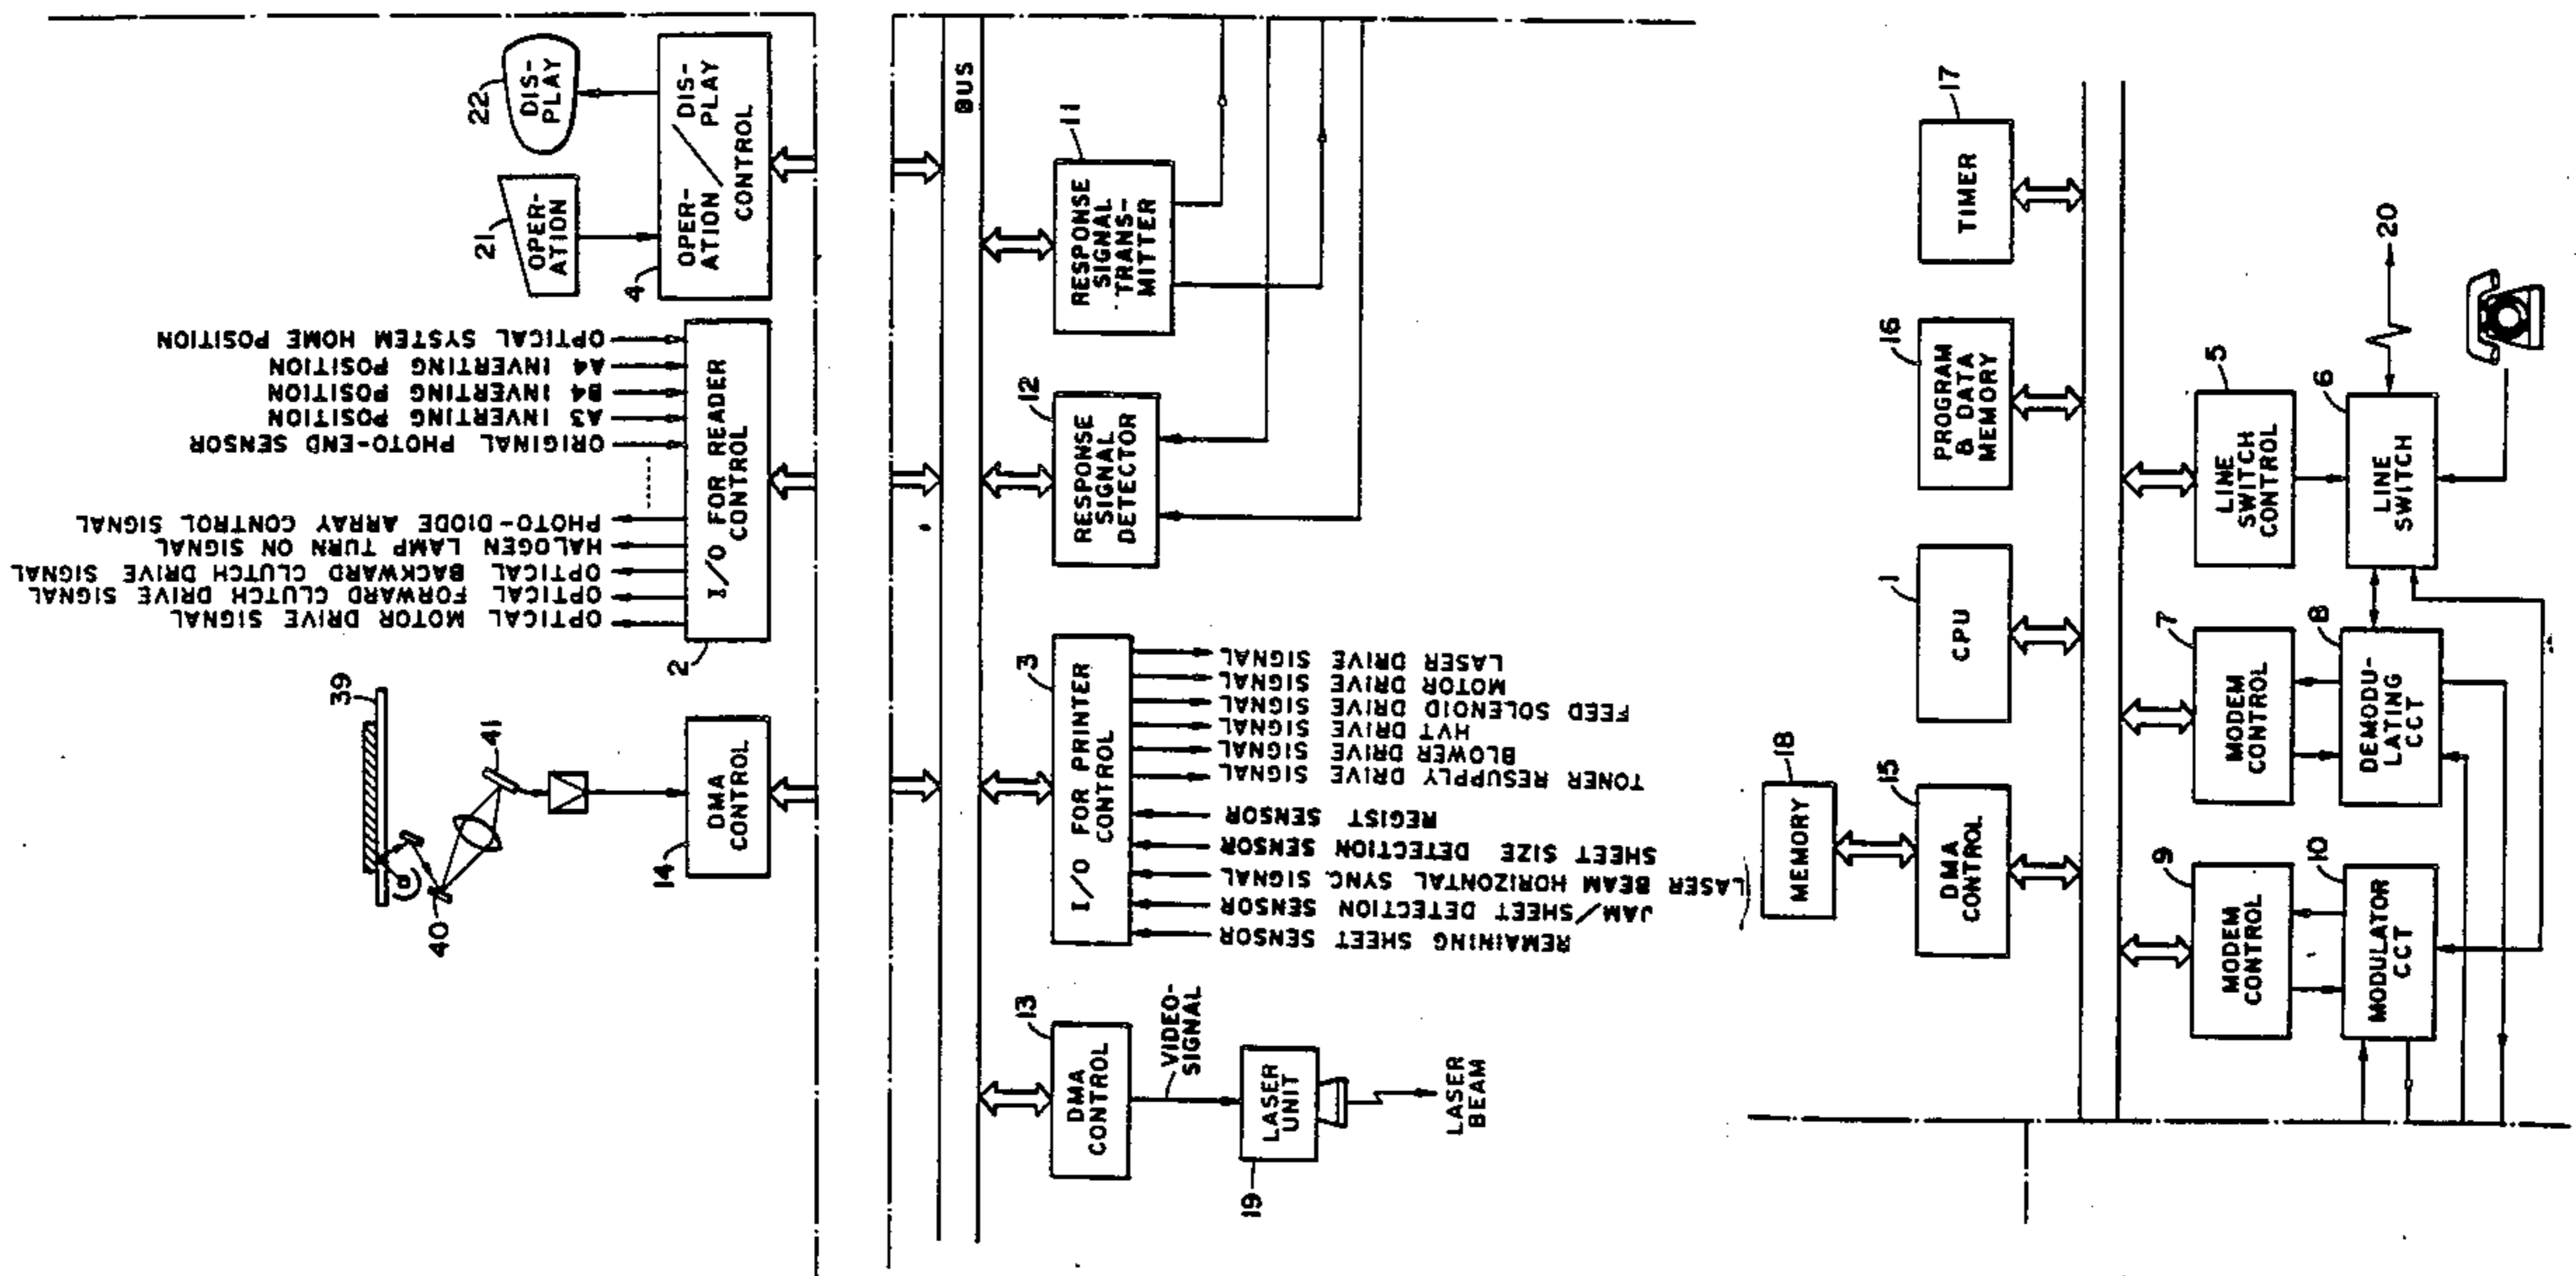 39
40
41
14
DMA
CONTROL
OPTICAL MOTOR DRIVE SIGNAL
OPTICAL FORWARD CLUTCH DRIVE SIGNAL
OPTICAL BACKWARD CLUTCH DRIVE SIGNAL
HALOGEN LAMP TURN ON SIGNAL
PHOTO-DIODE ARRAY CONTROL SIGNAL
ORIGINAL PHOTO-END SENSOR
A3 INVERTING POSITION
B4 INVERTING POSITION
A4 INVERTING POSITION
OPTICAL SYSTEM HOME POSITION
2
I/O FOR READER
CONTROL
21
OPER-
ATION
22
DIS-
PLAY
4
OPER-
ATION
/
DIS-
PLAY
CONTROL
BUS
13
DMA
CONTROL
VIDEO-
SIGNAL
19
LASER
UNIT
LASER
BEAM
3
I/O FOR PRINTER
CONTROL
REMAINING SHEET SENSOR
JAM/SHEET DETECTION SENSOR
LASER BEAM HORIZONTAL SYNC. SIGNAL
SHEET SIZE DETECTION SENSOR
REGIST SENSOR
TONER RESUPPLY DRIVE SIGNAL
BLOWER DRIVE SIGNAL
HVT DRIVE SIGNAL
FEED SOLENOID DRIVE SIGNAL
MOTOR DRIVE SIGNAL
LASER DRIVE SIGNAL
12
RESPONSE
SIGNAL
DETECTOR
11
RESPONSE
SIGNAL
TRANS-
MITTER
18
MEMORY
15
DMA
CONTROL
1
CPU
16
PROGRAM
& DATA
MEMORY
17
TIMER
9
MODEM
CONTROL
10
MODULATOR
CCT
7
MODEM
CONTROL
8
DEMODU-
LATING
CCT
5
LINE
SWITCH
CONTROL
6
LINE
SWITCH
20